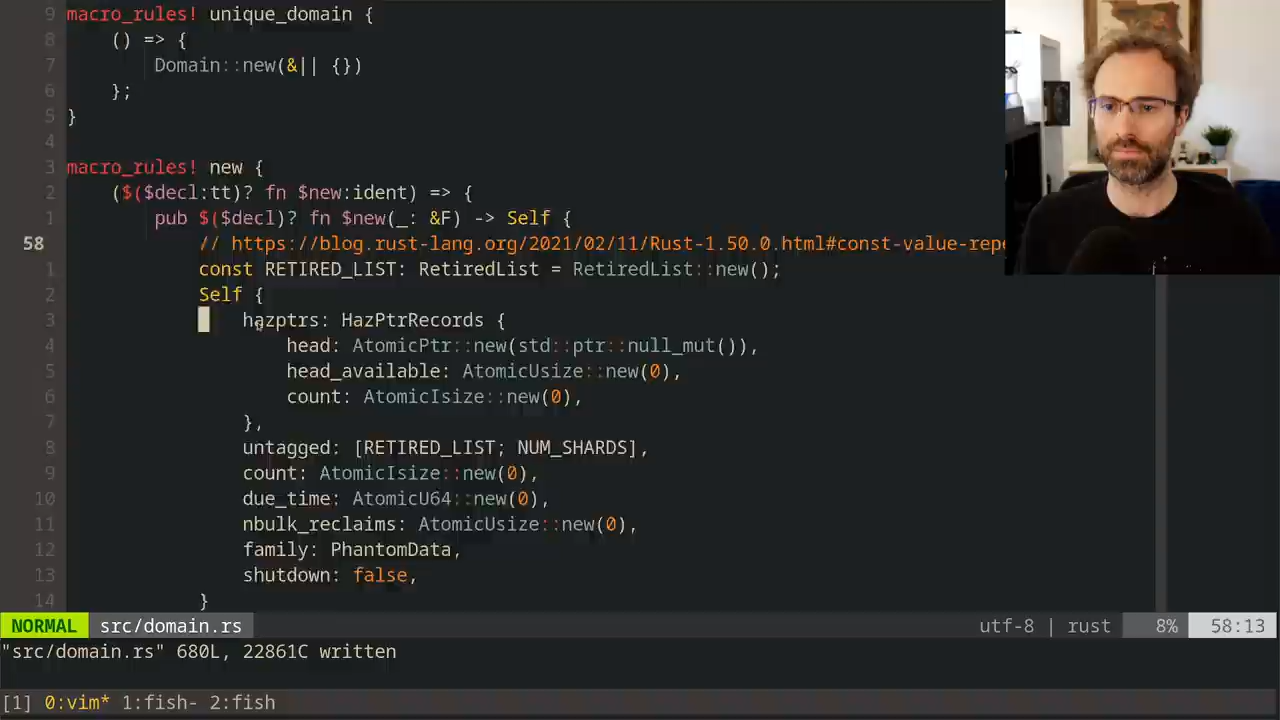 9 macro_rules! unique_domain {
8 () => {
7 Domain::new(&|| {})
6 };
5 }
4
3 macro_rules! new {
2 ($($decl:tt)? fn $new:ident) => {
1 pub $($decl)? fn $new(_: &F) -> Self {
58 // https://blog.rust-lang.org/2021/02/11/Rust-1.50.0.html#const-value-repe
1 const RETIRED_LIST: RetiredList = RetiredList::new();
2 Self {
3 hazptrs: HazPtrRecords {
4 head: AtomicPtr::new(std::ptr::null_mut()),
5 head_available: AtomicUsize::new(0),
6 count: AtomicIsize::new(0),
7 },
8 untagged: [RETIRED_LIST; NUM_SHARDS],
9 count: AtomicIsize::new(0),
10 due_time: AtomicU64::new(0),
11 nbulk_reclaims: AtomicUsize::new(0),
12 family: PhantomData,
13 shutdown: false,
14 }
NORMAL src/domain.rs utf-8 | rust 8% 58:13
"src/domain.rs" 680L, 22861C written
[1] 0:vim* 1:fish- 2:fish